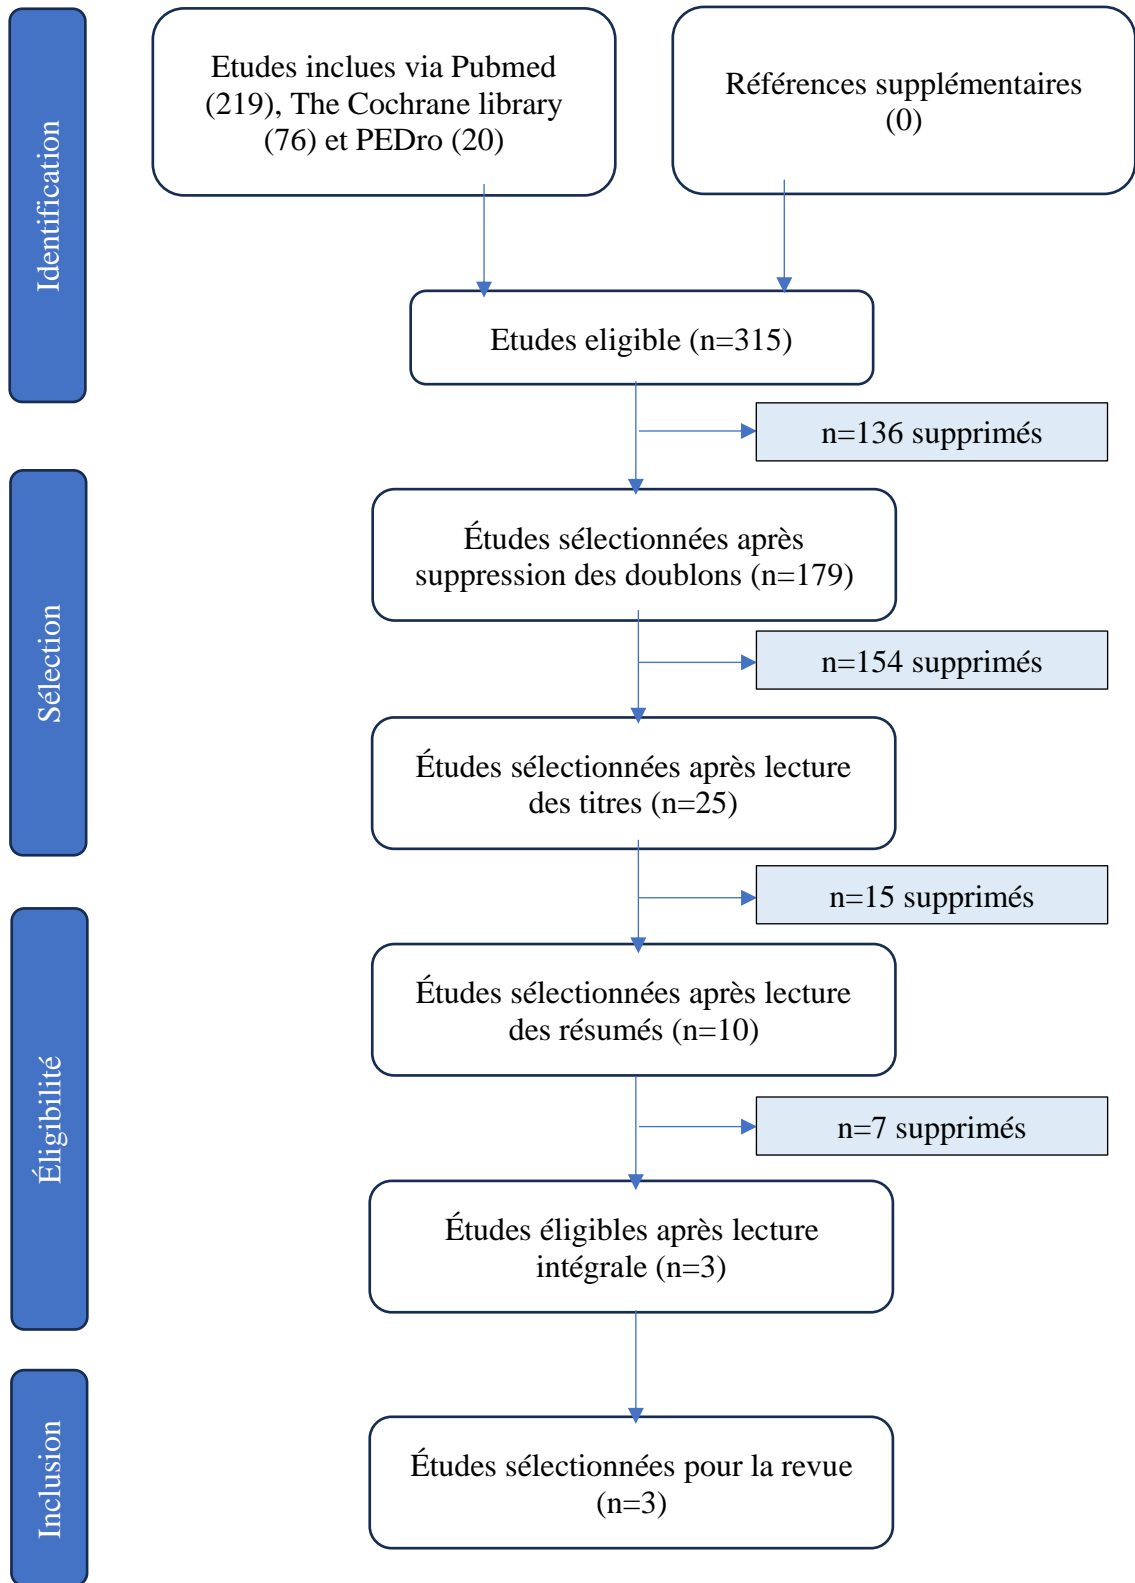 Identification
Etudes inclues via Pubmed
(219), The Cochrane library
(76) et PEDro (20)
Références supplémentaires
(0)
Etudes eligible (n=315)
n=136 supprimés
Sélection
Études sélectionnées après
suppression des doublons (n=179)
n=154 supprimés
Études sélectionnées après lecture
des titres (n=25)
n=15 supprimés
Éligibilité
Études sélectionnées après lecture
des résumés (n=10)
n=7 supprimés
Études éligibles après lecture
intégrale (n=3)
Inclusion
Études sélectionnées pour la revue
(n=3)